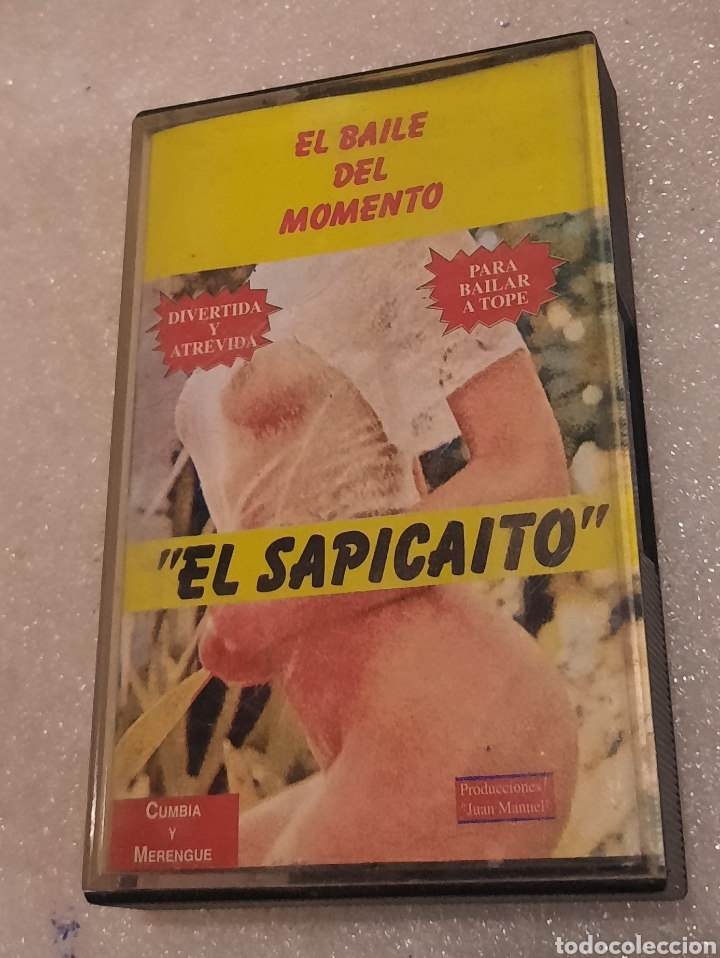 EL BAILE
DEL
MOMENTO
DIVERTIDA
Y
ATREVIDA
PARA
BAILAR
A TOPE
"EL SAPICAITO"
CUMBIA
Y
MERENGUE
Producciones
"Juan Manuel"
todocoleccion